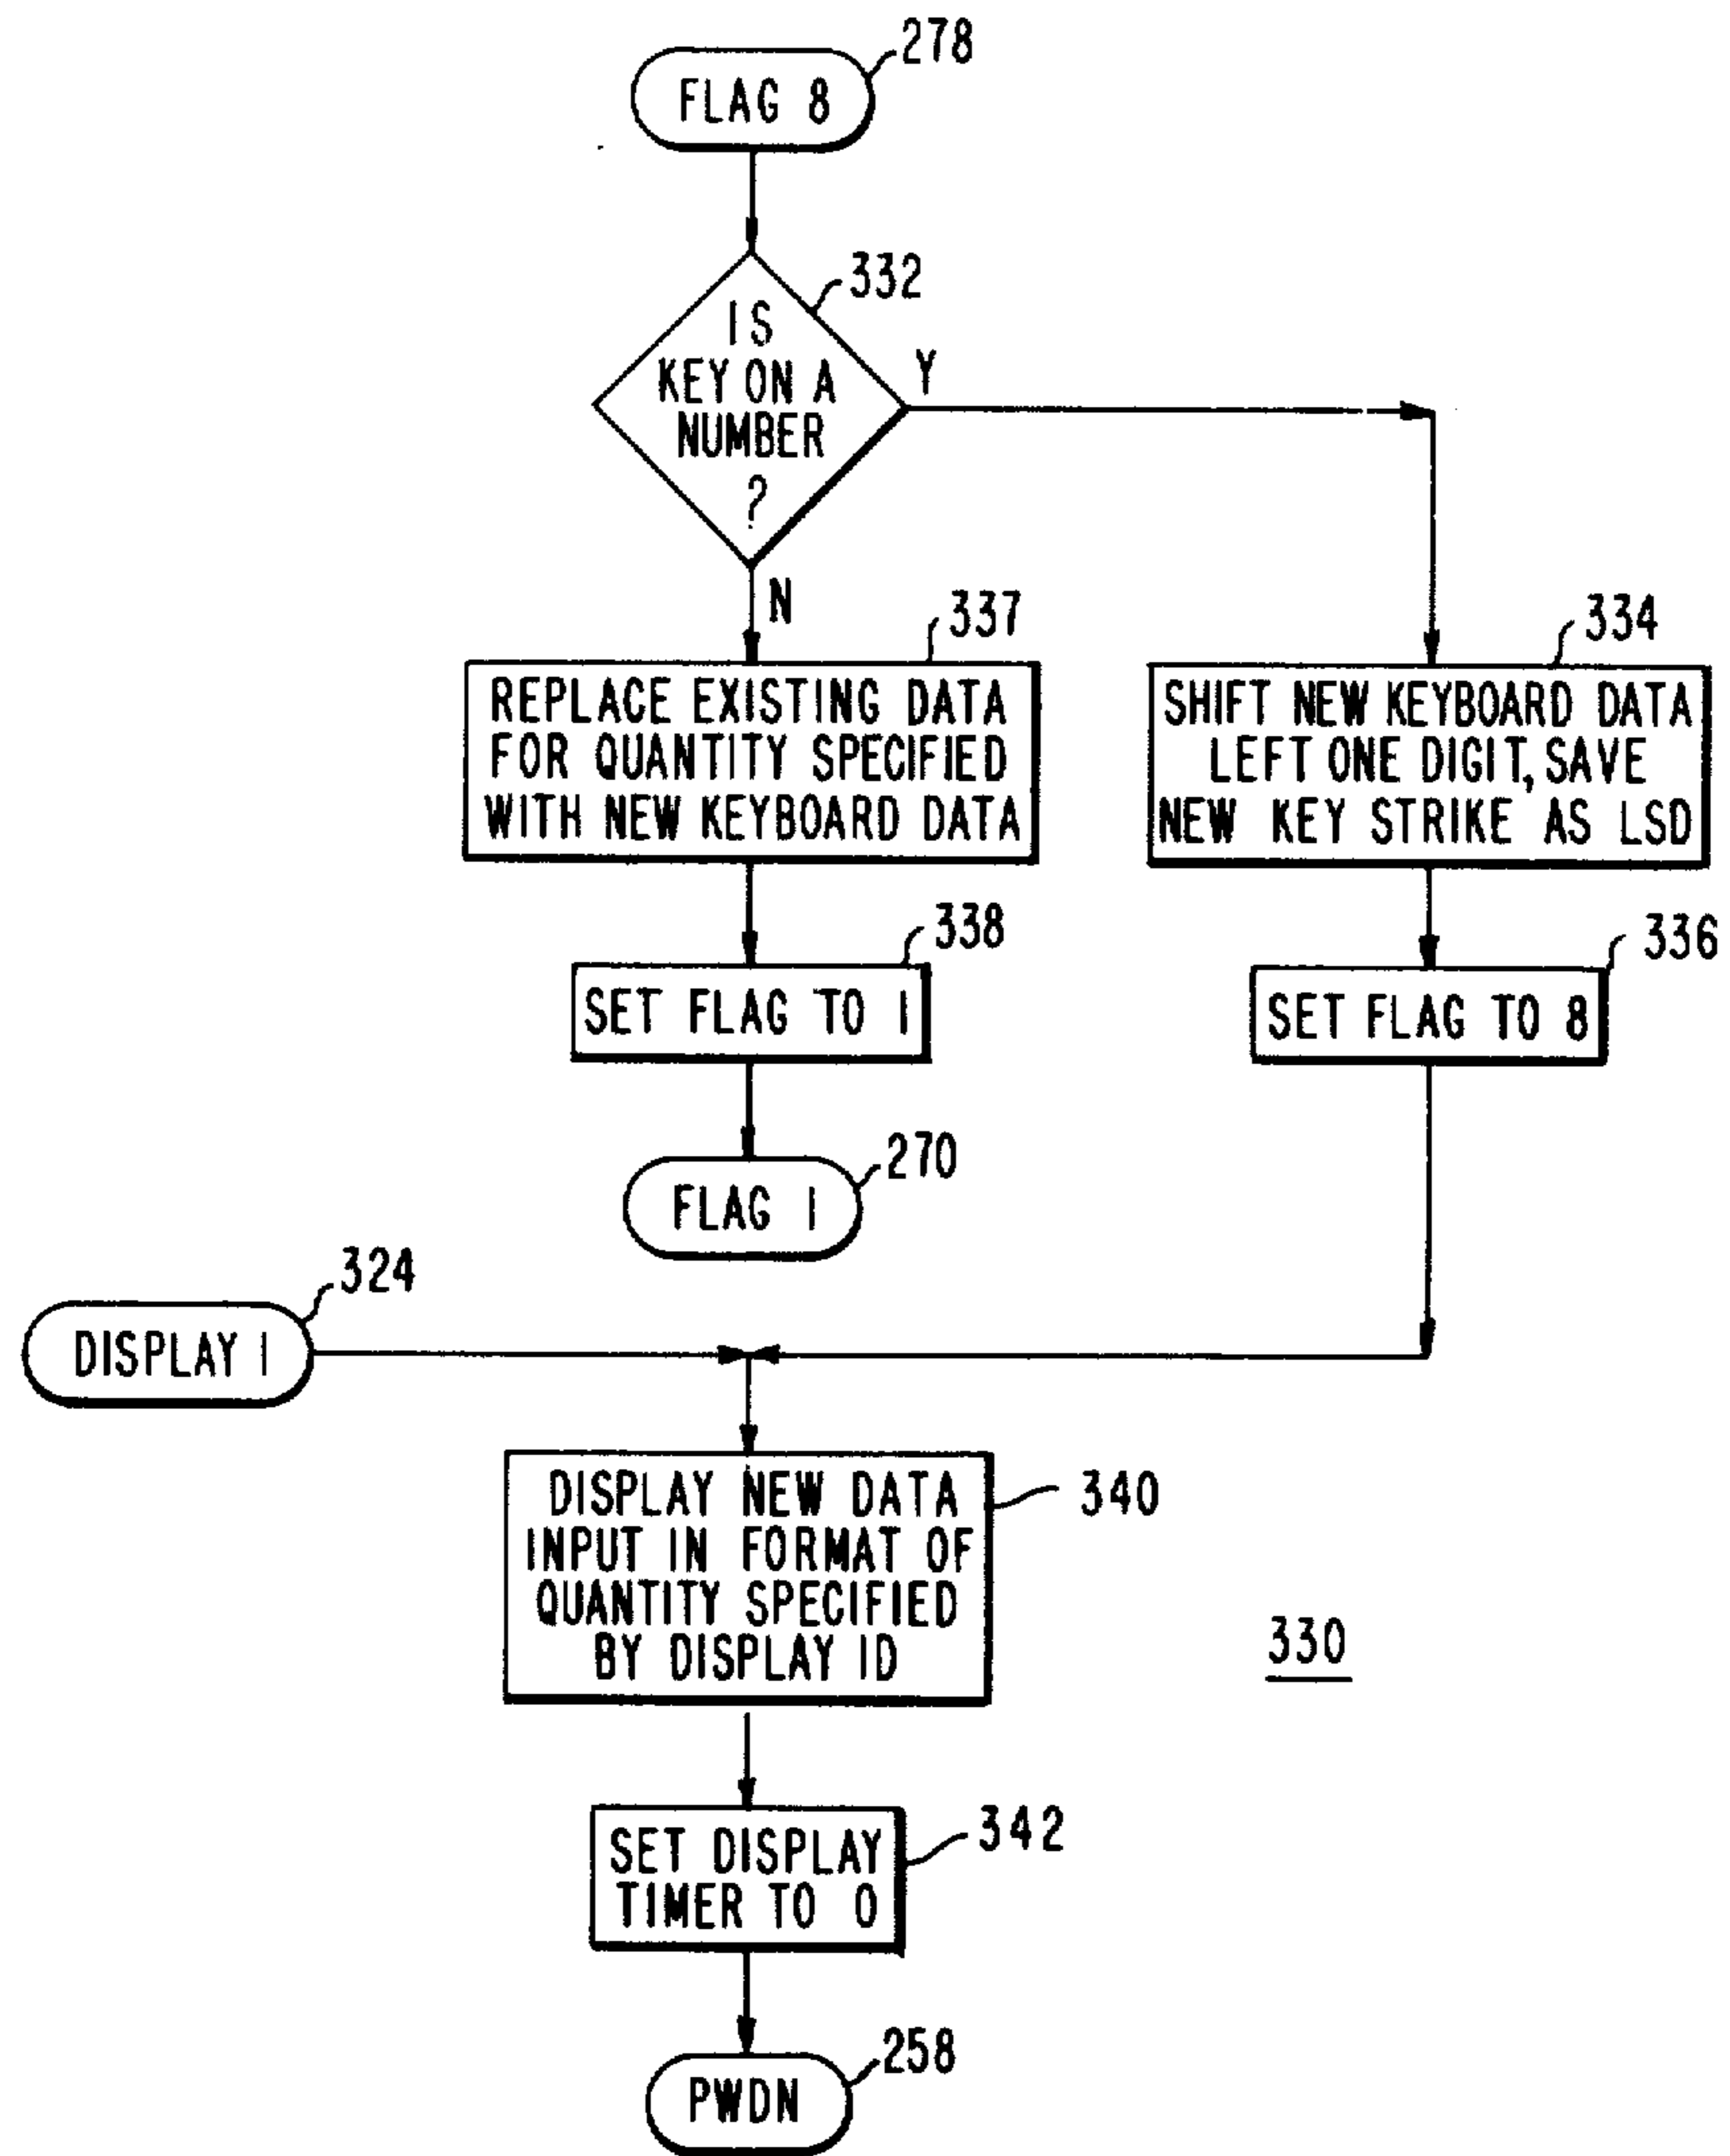 278
FLAG 8
332
IS
KEY ON A
NUMBER
?
Y
N
337
REPLACE EXISTING DATA
FOR QUANTITY SPECIFIED
WITH NEW KEYBOARD DATA
334
SHIFT NEW KEYBOARD DATA
LEFT ONE DIGIT, SAVE
NEW KEY STRIKE AS LSD
338
SET FLAG TO 1
336
SET FLAG TO 8
270
FLAG 1
324
DISPLAY 1
DISPLAY NEW DATA
INPUT IN FORMAT OF
QUANTITY SPECIFIED
BY DISPLAY ID
340
330
SET DISPLAY
TIMER TO 0
342
258
PWDN